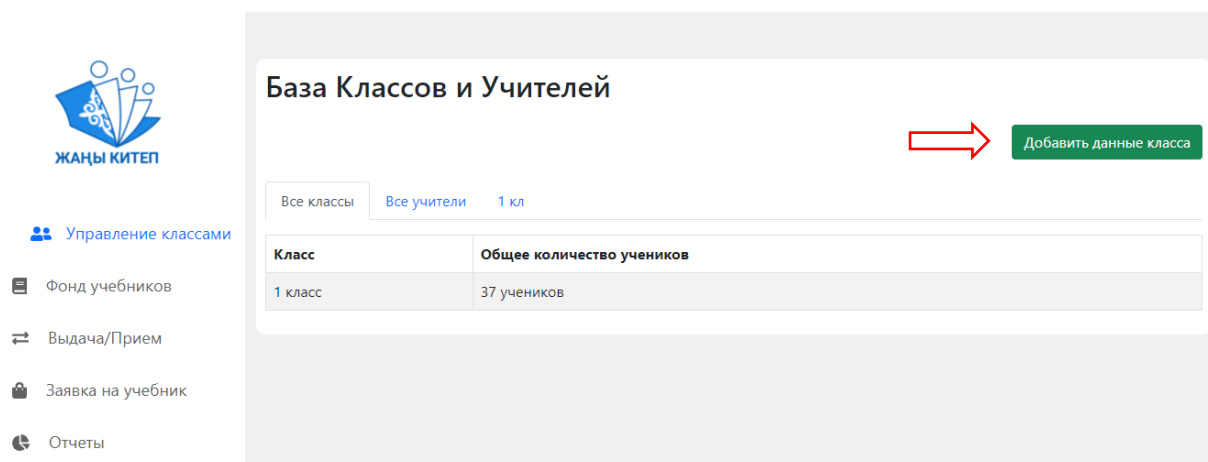 ЖАҢЫ КИТЕП
Управление классами
Фонд учебников
Выдача/Прием
Заявка на учебник
Отчеты
База Классов и Учителей
Добавить данные класса
Все классы Все учители 1 кл
Класс Общее количество учеников
1 класс 37 учеников